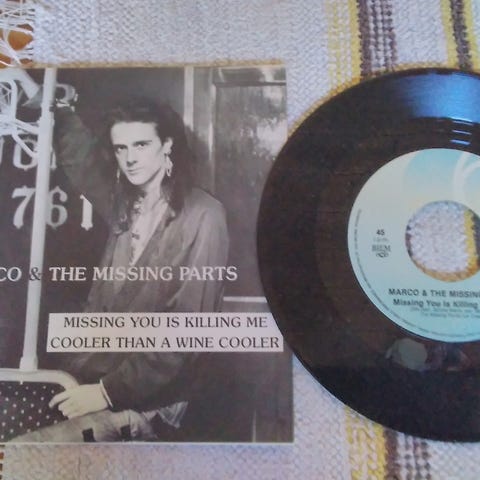 761
CO & THE MISSING PARTS
MISSING YOU IS KILLING ME
COOLER THAN A WINE COOLER
45
BIEM
MARCO & THE MISSING
Missing You Is Killing